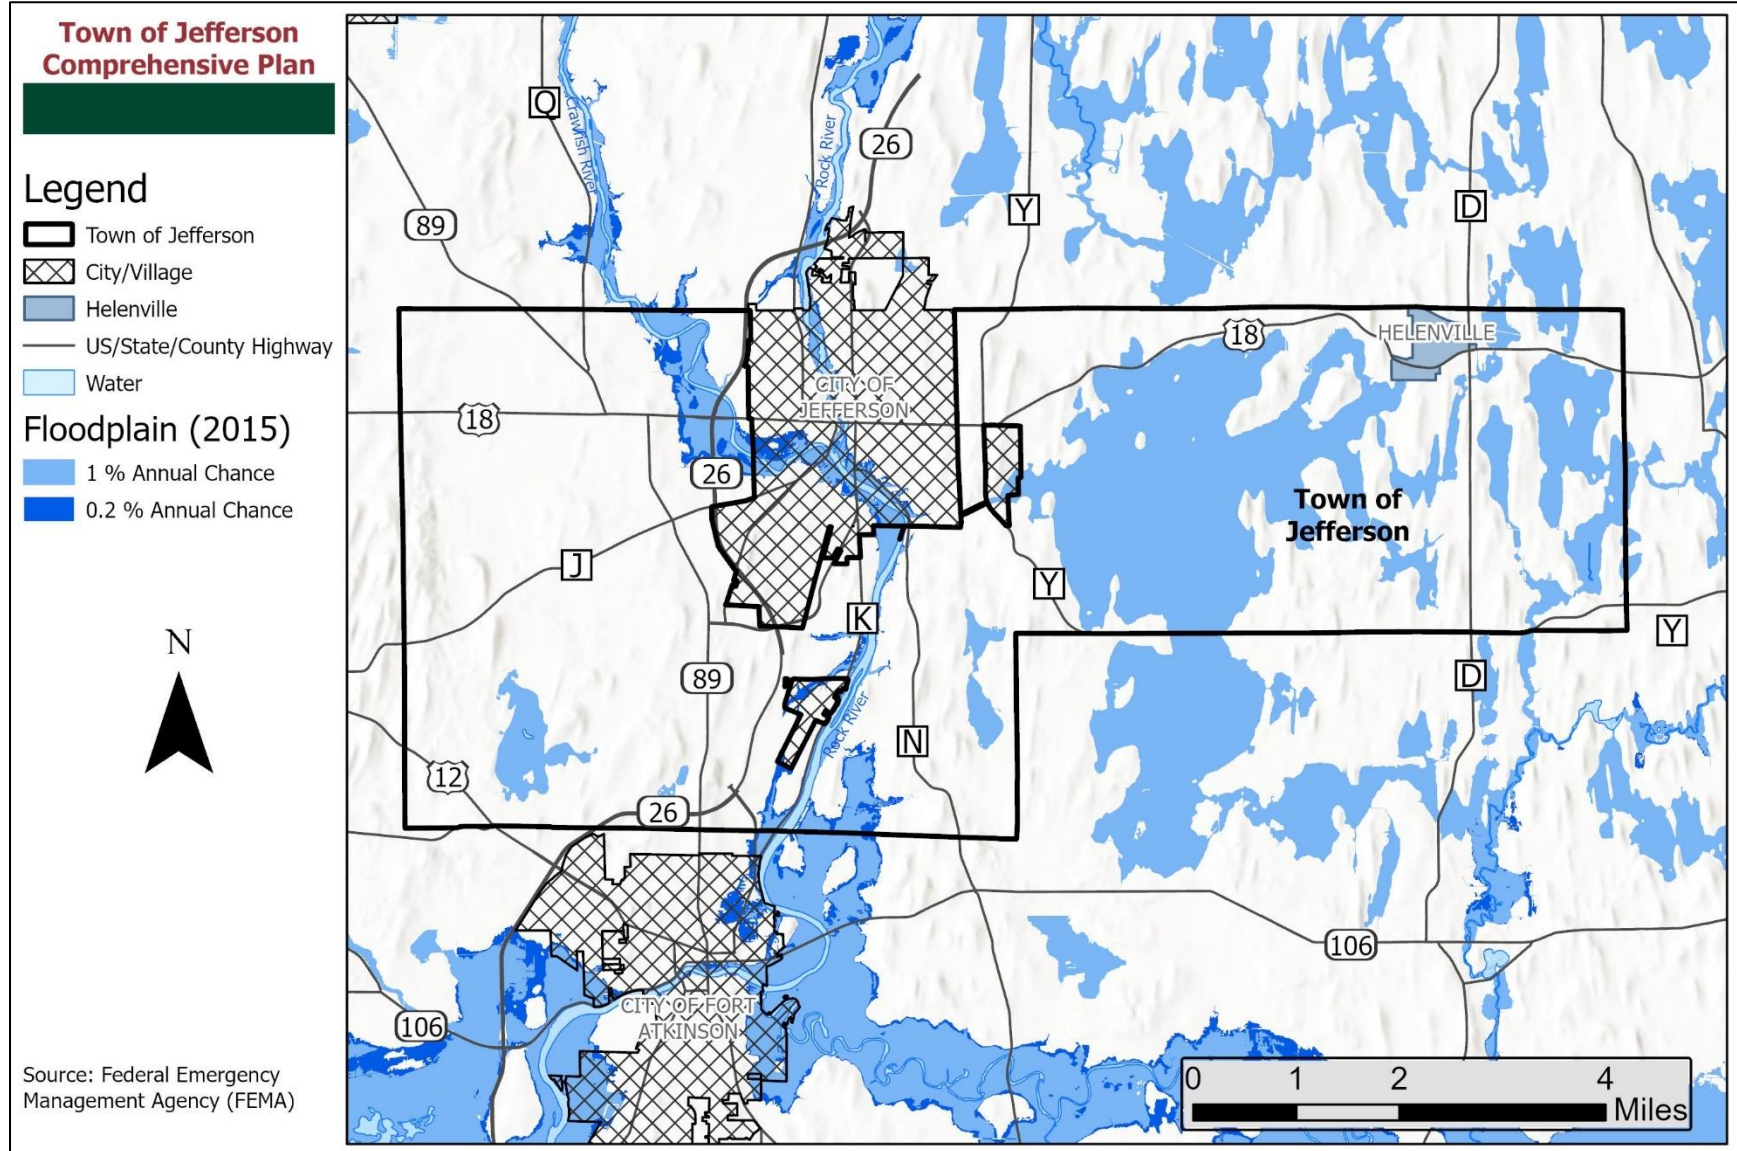 Town of Jefferson
Comprehensive Plan
Legend
Town of Jefferson
City/Village
Helenville
US/State/County Highway
Water
Floodplain (2015)
1 % Annual Chance
0.2 % Annual Chance
N
Source: Federal Emergency
Management Agency (FEMA)
Q
Crawfish River
Rock River
26
89
Y
D
18
HELENVILLE
CITY OF
JEFFERSON
18
26
Town of
Jefferson
J
Y
K
Y
89
D
Rock River
N
12
26
106
CITY OF FORT
ATKINSON
106
0 1 2 4
Miles